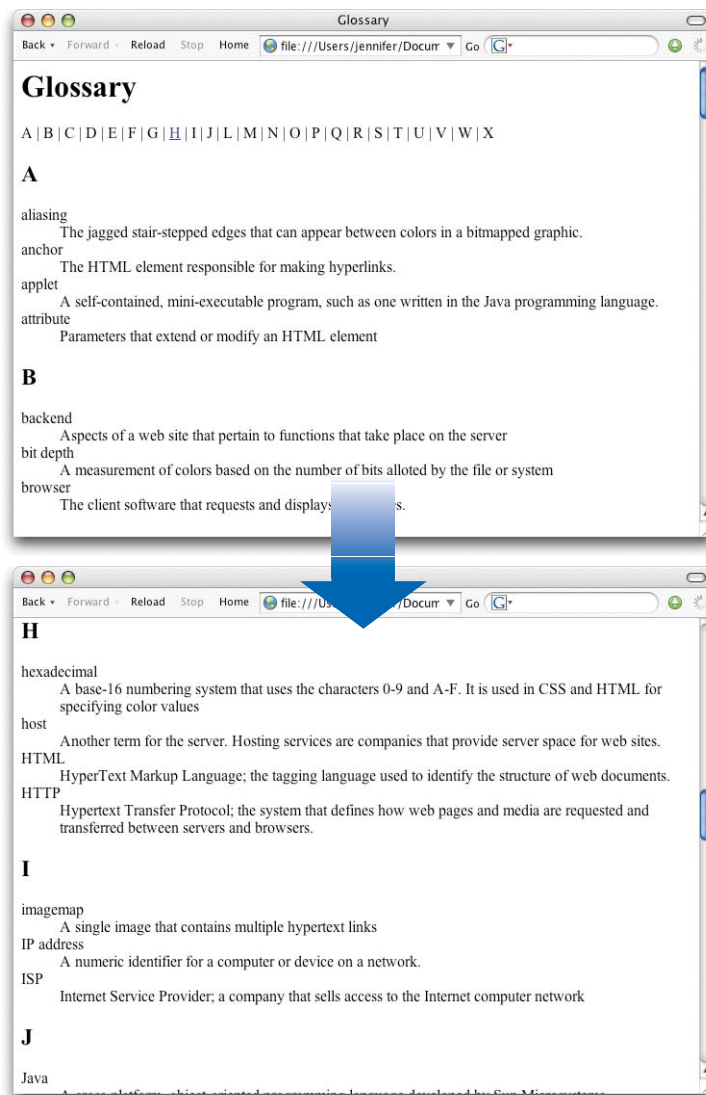 Glossary
Back Forward Reload Stop Home file:///Users/jennifer/Docum Go G
Glossary
A | B | C | D | E | F | G | H | I | J | L | M | N | O | P | Q | R | S | T | U | V | W | X
A
aliasing
The jagged stair-stepped edges that can appear between colors in a bitmapped graphic.
anchor
The HTML element responsible for making hyperlinks.
applet
A self-contained, mini-executable program, such as one written in the Java programming language.
attribute
Parameters that extend or modify an HTML element
B
backend
Aspects of a web site that pertain to functions that take place on the server
bit depth
A measurement of colors based on the number of bits alloted by the file or system
browser
The client software that requests and displays
Back Forward Reload Stop Home file:///Us /Docum Go G
H
hexadecimal
A base-16 numbering system that uses the characters 0-9 and A-F. It is used in CSS and HTML for
specifying color values
host
Another term for the server. Hosting services are companies that provide server space for web sites.
HTML
HyperText Markup Language; the tagging language used to identify the structure of web documents.
HTTP
Hypertext Transfer Protocol; the system that defines how web pages and media are requested and
transferred between servers and browsers.
I
imagemap
A single image that contains multiple hypertext links
IP address
A numeric identifier for a computer or device on a network.
ISP
Internet Service Provider; a company that sells access to the Internet computer network
J
Java